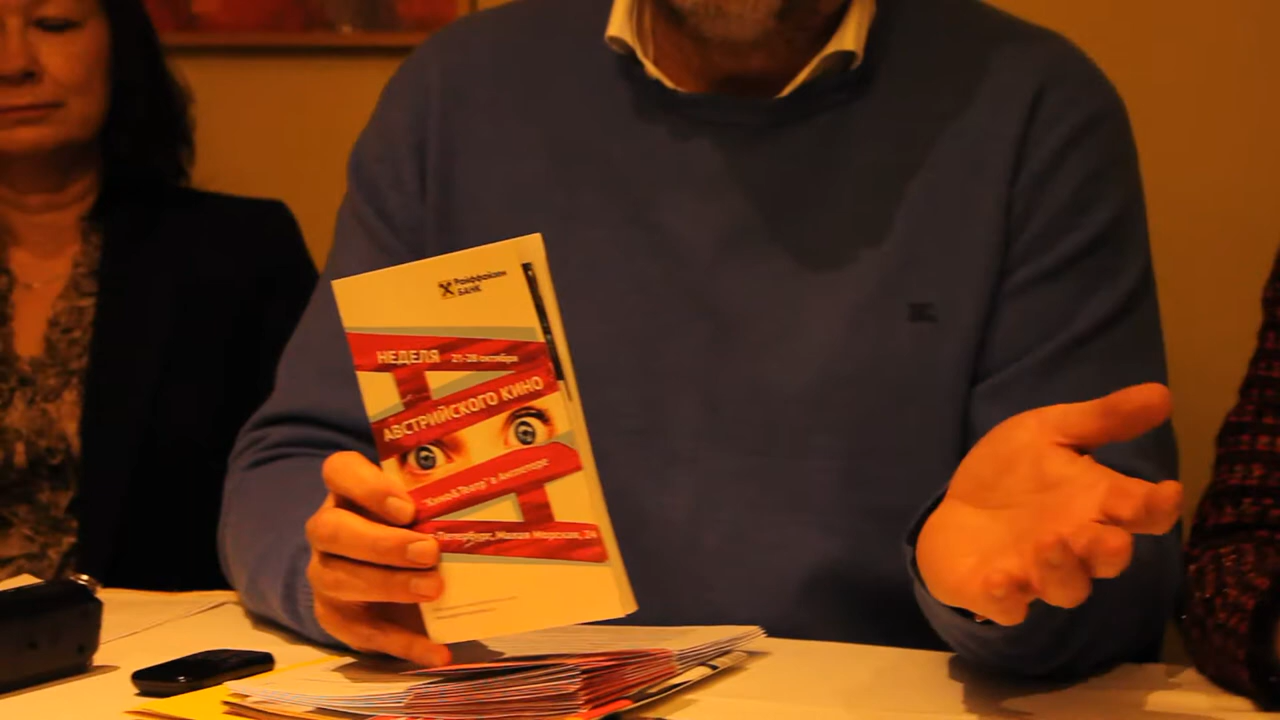 Райффайзен
БАНК
НЕДЕЛЯ 21-28 октября
АВСТРИЙСКОГО КИНО
"Кино&Театр" в Англетере
-Петербург, Малая Морская, 24